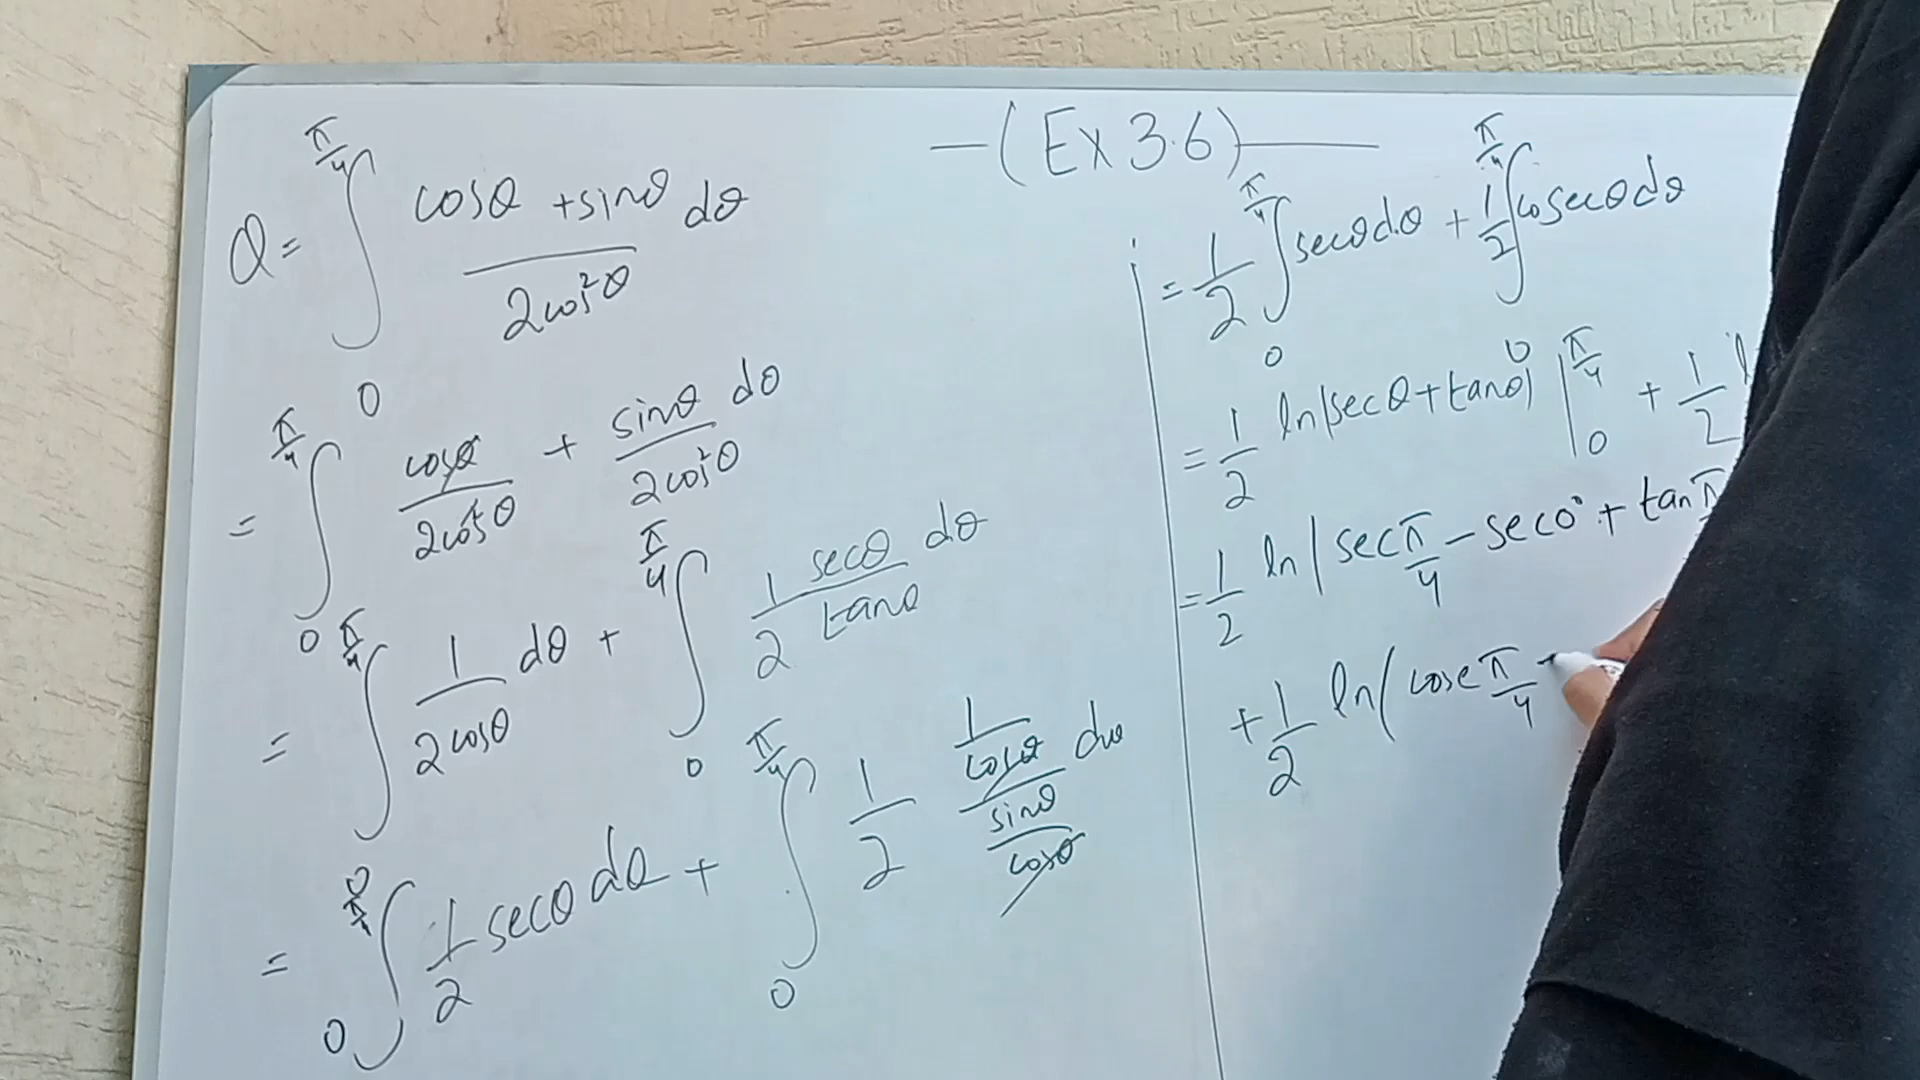 (Ex 3.6)
Q = ∫₀^{π/4} (cosθ + sinθ)/(2cos²θ) dθ
= ∫₀^{π/4} cosθ/(2cos²θ) + sinθ/(2cos²θ) dθ
= ∫₀^{π/4} 1/(2cosθ) dθ + ∫₀^{π/4} (1/2) secθ/tanθ dθ
= ∫₀^{π/4} (1/2) secθ dθ + ∫₀^{π/4} (1/2) (1/cosθ)/(sinθ/cosθ) dθ
= 1/2 ∫₀^{π/4} secθ dθ + 1/2 ∫₀^{π/4} cosecθ dθ
= 1/2 ln|secθ + tanθ| |₀^{π/4} + 1/2
= 1/2 ln|sec π/4 − sec 0° + tan π
+ 1/2 ln(cose π/4 −